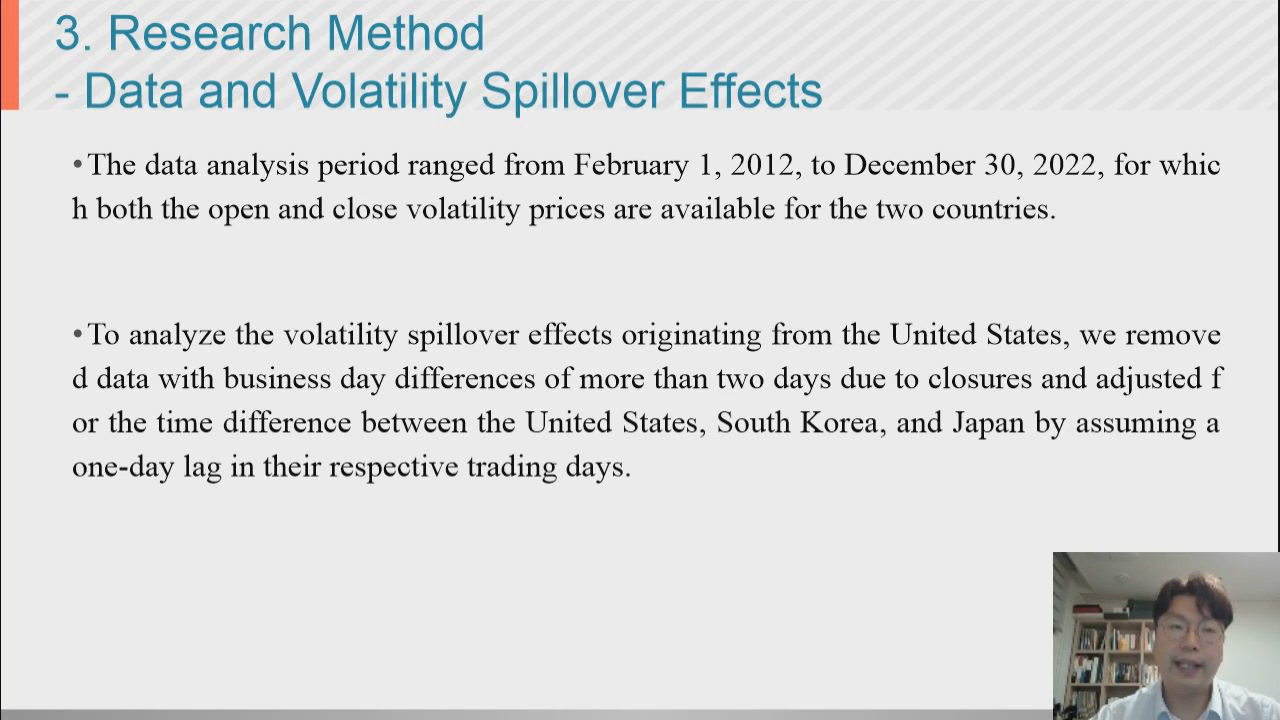 3. Research Method
- Data and Volatility Spillover Effects
•The data analysis period ranged from February 1, 2012, to December 30, 2022, for whic
h both the open and close volatility prices are available for the two countries.
•To analyze the volatility spillover effects originating from the United States, we remove
d data with business day differences of more than two days due to closures and adjusted f
or the time difference between the United States, South Korea, and Japan by assuming a
one-day lag in their respective trading days.